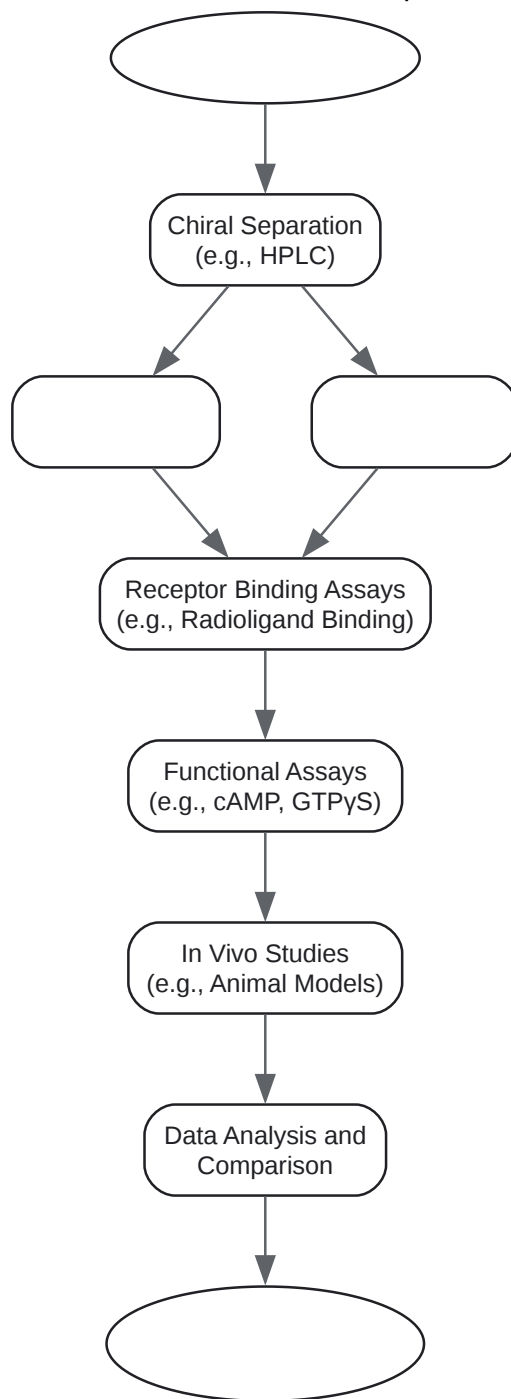 Chiral Separation
(e.g., HPLC)
Receptor Binding Assays
(e.g., Radioligand Binding)
Functional Assays
(e.g., cAMP, GTPγS)
In Vivo Studies
(e.g., Animal Models)
Data Analysis and
Comparison